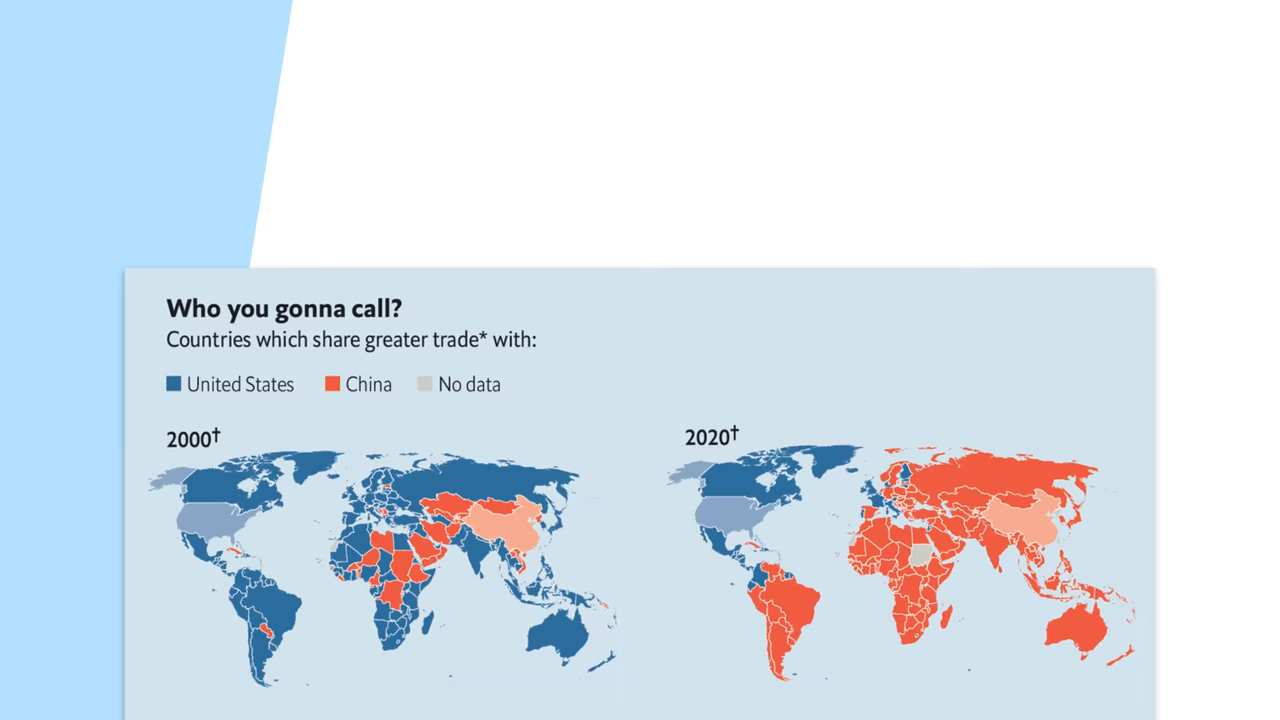 Who you gonna call?
Countries which share greater trade* with:
United States China No data
2000†
2020†